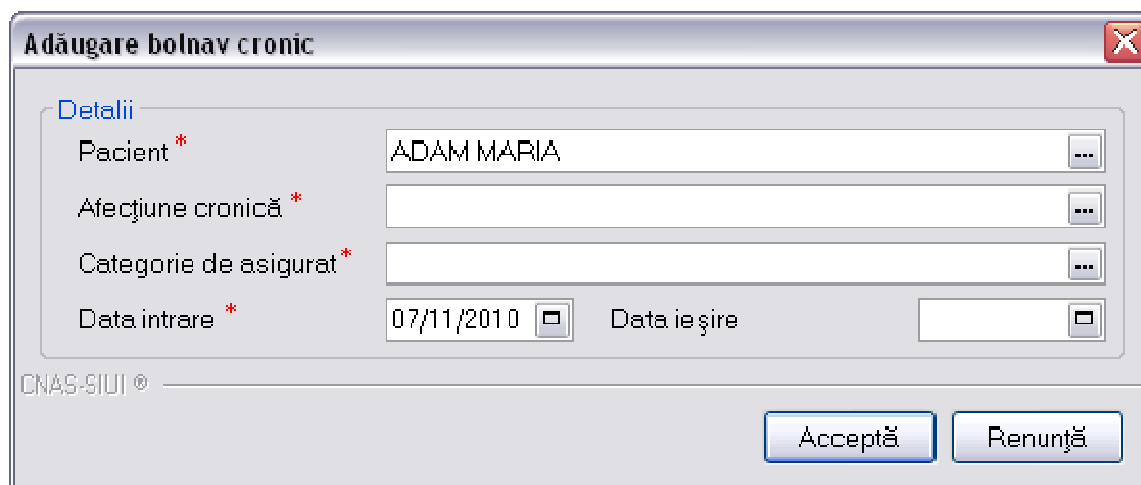 Adăugare bolnav cronic
Detalii
Pacient * ADAM MARIA ...
Afecţiune cronică * ...
Categorie de asigurat * ...
Data intrare * 07/11/2010 Data ieşire
CNAS-SIUI ®
Acceptă Renunţă